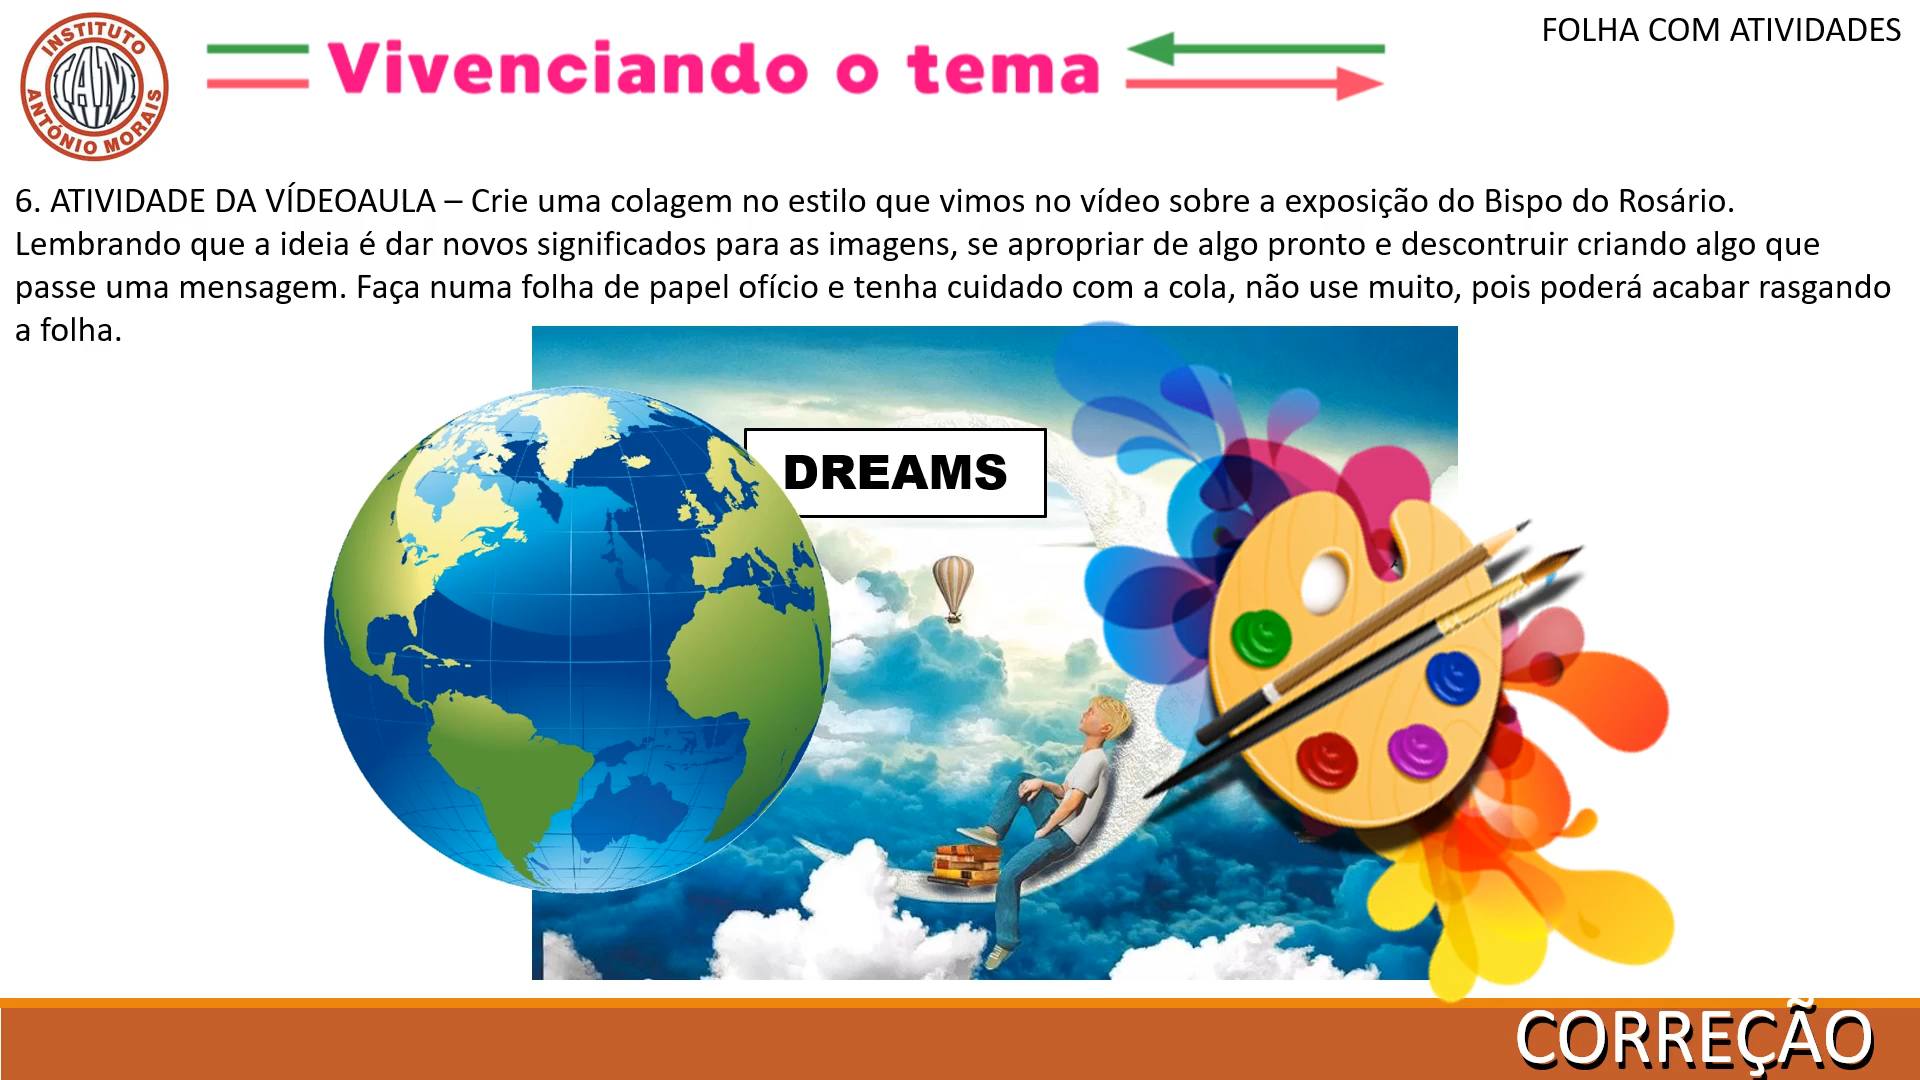 INSTITUTO
IAM
ANTÓNIO MORAIS
Vivenciando o tema
FOLHA COM ATIVIDADES
6. ATIVIDADE DA VÍDEOAULA – Crie uma colagem no estilo que vimos no vídeo sobre a exposição do Bispo do Rosário.
Lembrando que a ideia é dar novos significados para as imagens, se apropriar de algo pronto e descontruir criando algo que
passe uma mensagem. Faça numa folha de papel ofício e tenha cuidado com a cola, não use muito, pois poderá acabar rasgando
a folha.
DREAMS
CORREÇÃO